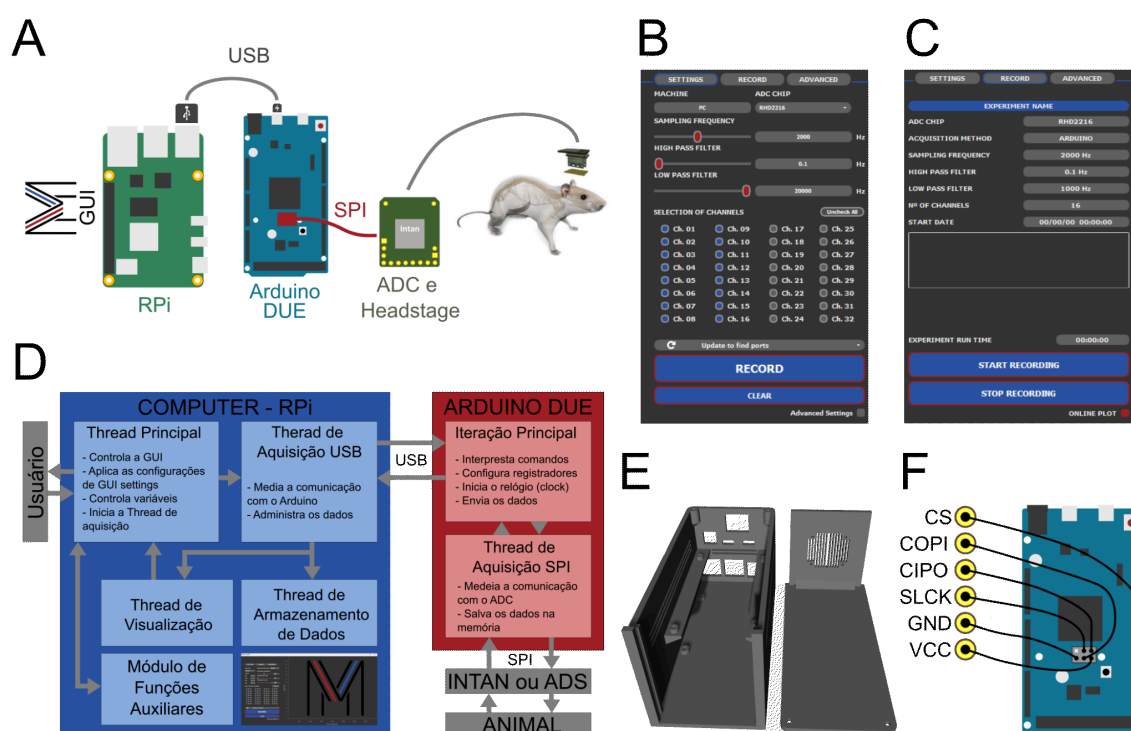 A
USB
GUI
SPI
Intan
RPi
Arduino
DUE
ADC e
Headstage
B
SETTINGS RECORD ADVANCED
MACHINE ADC CHIP
PC RHD2216
SAMPLING FREQUENCY
2000 Hz
HIGH PASS FILTER
0.1 Hz
LOW PASS FILTER
20000 Hz
SELECTION OF CHANNELS Uncheck All
Ch. 01 Ch. 09 Ch. 17 Ch. 25
Ch. 02 Ch. 10 Ch. 18 Ch. 26
Ch. 03 Ch. 11 Ch. 19 Ch. 27
Ch. 04 Ch. 12 Ch. 20 Ch. 28
Ch. 05 Ch. 13 Ch. 21 Ch. 29
Ch. 06 Ch. 14 Ch. 22 Ch. 30
Ch. 07 Ch. 15 Ch. 23 Ch. 31
Ch. 08 Ch. 16 Ch. 24 Ch. 32
Update to find ports
RECORD
CLEAR
Advanced Settings
C
SETTINGS RECORD ADVANCED
EXPERIMENT NAME
ADC CHIP RHD2216
ACQUISITION METHOD ARDUINO
SAMPLING FREQUENCY 2000 Hz
HIGH PASS FILTER 0.1 Hz
LOW PASS FILTER 1000 Hz
Nº OF CHANNELS 16
START DATE 00/00/00 00:00:00
EXPERIMENT RUN TIME 00:00:00
START RECORDING
STOP RECORDING
ONLINE PLOT
D
COMPUTER - RPi
Usuário
Thread Principal
- Controla a GUI
- Aplica as configurações
de GUI settings
- Controla variáveis
- Inicia a Thread de
aquisição
Therad de
Aquisição USB
- Media a comunicação
com o Arduino
- Administra os dados
Thread de
Visualização
Thread de
Armazenamento
de Dados
Módulo de
Funções
Auxiliares
USB
ARDUINO DUE
Iteração Principal
- Interpresta comandos
- Configura registradores
- Inicia o relógio (clock)
- Envia os dados
Thread de
Aquisição SPI
- Medeia a comunicação
com o ADC
- Salva os dados na
memória
SPI
INTAN ou ADS
ANIMAL
E
F
CS
COPI
CIPO
SLCK
GND
VCC